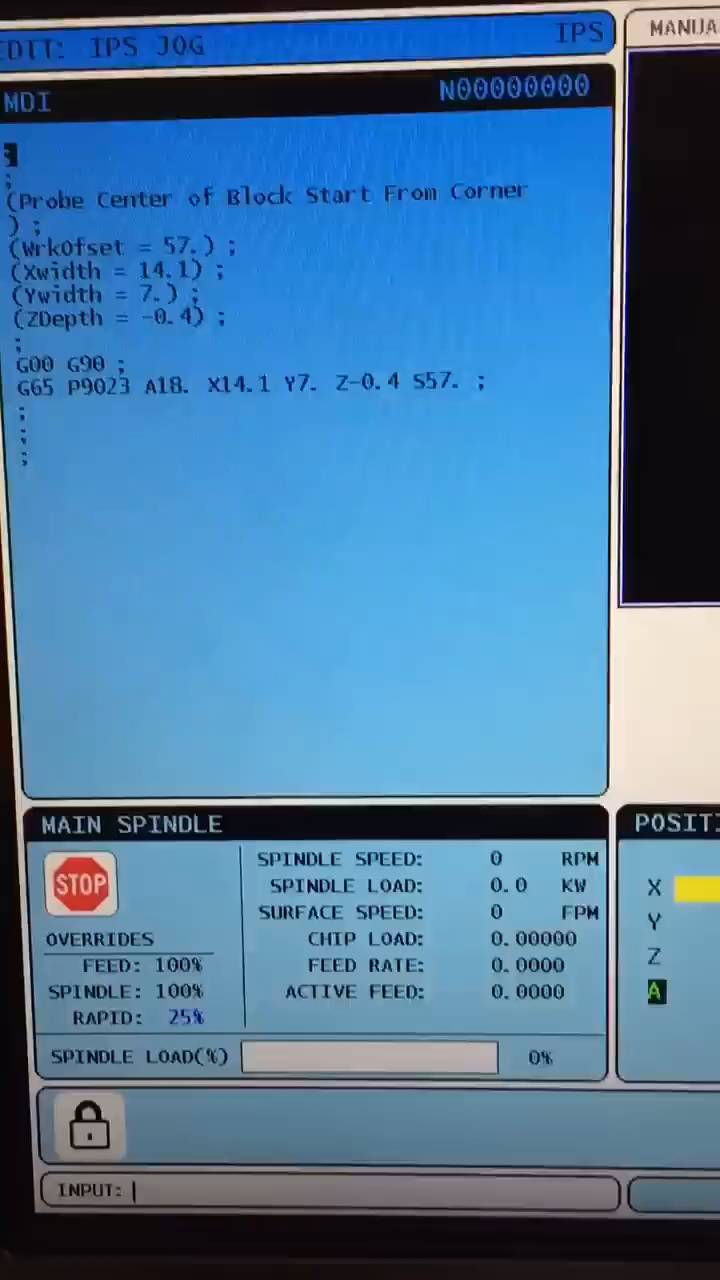 EDIT: IPS JOG
IPS
MANUA
MDI
N00000000
;
;
(Probe Center of Block Start From Corner
) ;
(WrkOfset = 57.) ;
(Xwidth = 14.1) ;
(Ywidth = 7.) ;
(ZDepth = -0.4) ;
;
G00 G90 ;
G65 P9023 A18. X14.1 Y7. Z-0.4 S57. ;
;
;
;
MAIN SPINDLE
STOP
OVERRIDES
FEED: 100%
SPINDLE: 100%
RAPID: 25%
SPINDLE SPEED: 0 RPM
SPINDLE LOAD: 0.0 KW
SURFACE SPEED: 0 FPM
CHIP LOAD: 0.00000
FEED RATE: 0.0000
ACTIVE FEED: 0.0000
SPINDLE LOAD(%) 0%
POSITI
X
Y
Z
A
INPUT: